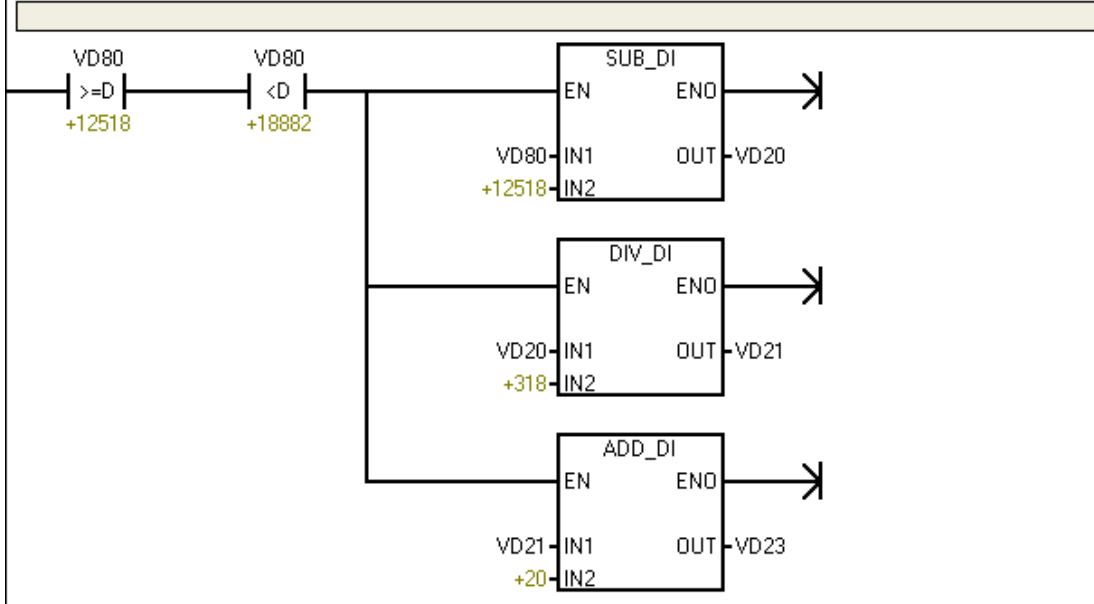 VD80 VD80 SUB_DI
>=D <D EN ENO
+12518 +18882
VD80 IN1 OUT VD20
+12518 IN2
DIV_DI
EN ENO
VD20 IN1 OUT VD21
+318 IN2
ADD_DI
EN ENO
VD21 IN1 OUT VD23
+20 IN2